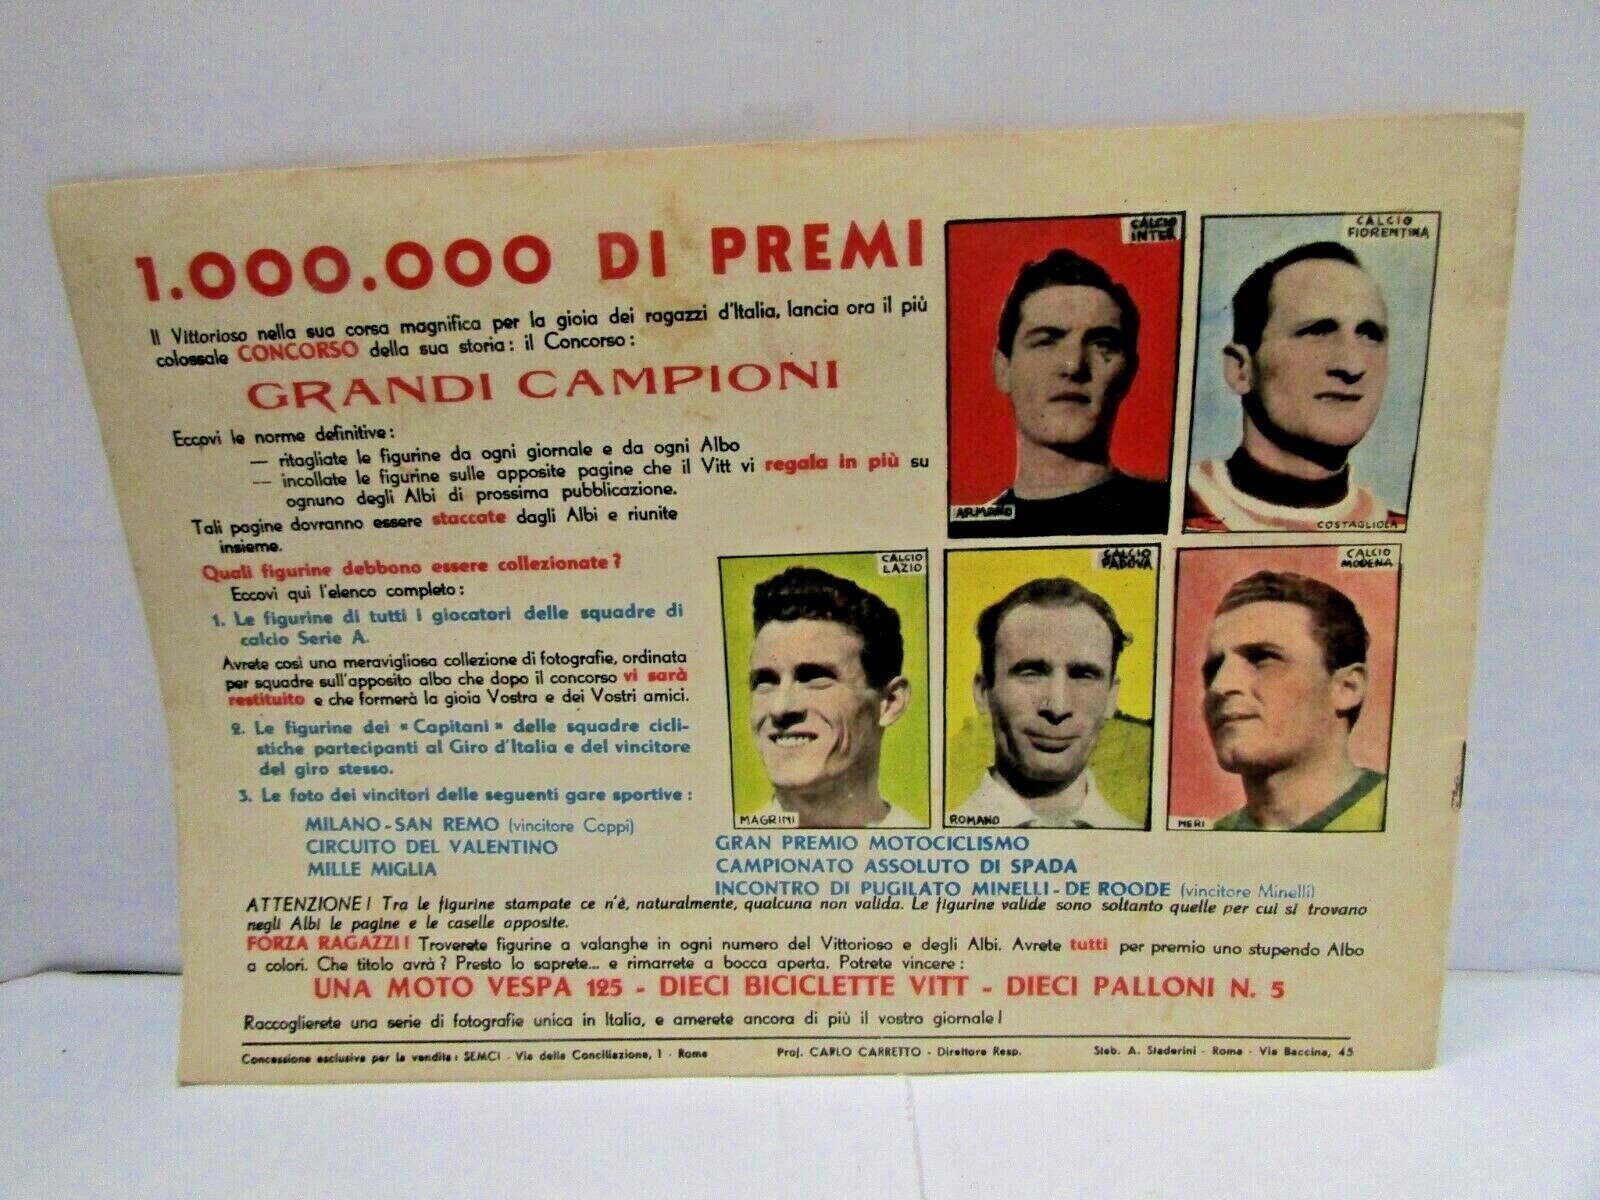 1.000.000 DI PREMI
Il Vittorioso nella sua corsa magnifica per la gioia dei ragazzi d'Italia, lancia ora il più
colossale CONCORSO della sua storia: il Concorso:
GRANDI CAMPIONI
Eccovi le norme definitive:
— ritagliate le figurine da ogni giornale e da ogni Albo
— incollate le figurine sulle apposite pagine che il Vitt vi regala in più su
ognuno degli Albi di prossima pubblicazione.
Tali pagine dovranno essere staccate dagli Albi e riunite
insieme.
Quali figurine debbono essere collezionate?
Eccovi qui l'elenco completo:
1. Le figurine di tutti i giocatori delle squadre di
calcio Serie A.
Avrete così una meravigliosa collezione di fotografie, ordinata
per squadre sull'apposito albo che dopo il concorso vi sarà
restituito e che formerà la gioia Vostra e dei Vostri amici.
2. Le figurine dei « Capitani » delle squadre cicli-
stiche partecipanti al Giro d'Italia e del vincitore
del giro stesso.
3. Le foto dei vincitori delle seguenti gare sportive:
MILANO-SAN REMO (vincitore Coppi)
CIRCUITO DEL VALENTINO
MILLE MIGLIA
CALCIO
INTER
ARMANO
CALCIO
FIORENTINA
COSTAGLIOLA
CALCIO
LAZIO
MAGRINI
CALCIO
PADOVA
ROMANO
CALCIO
MODENA
NERI
GRAN PREMIO MOTOCICLISMO
CAMPIONATO ASSOLUTO DI SPADA
INCONTRO DI PUGILATO MINELLI - DE ROODE (vincitore Minelli)
ATTENZIONE! Tra le figurine stampate ce n'è, naturalmente, qualcuna non valida. Le figurine valide sono soltanto quelle per cui si trovano
negli Albi le pagine e le caselle apposite.
FORZA RAGAZZI! Troverete figurine a valanghe in ogni numero del Vittorioso e degli Albi. Avrete tutti per premio uno stupendo Albo
a colori. Che titolo avrà? Presto lo saprete... e rimarrete a bocca aperta. Potrete vincere:
UNA MOTO VESPA 125 - DIECI BICICLETTE VITT - DIECI PALLONI N. 5
Raccoglierete una serie di fotografie unica in Italia, e amerete ancora di più il vostro giornale!
Concessione esclusiva per la vendita: SEMCI - Via della Conciliazione, 1 - Roma Prof. CARLO CARRETTO - Direttore Resp. Stab. A. Staderini - Roma - Via Baccina, 45